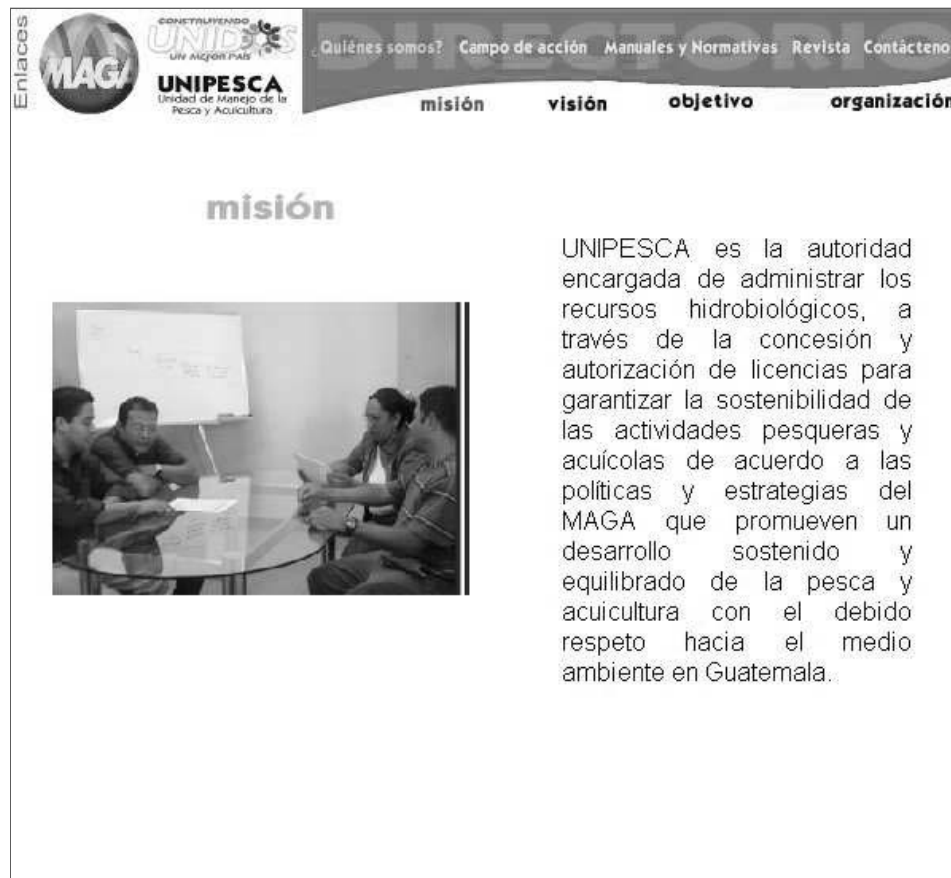 Enlaces
MAGA
CONSTRUYENDO
UNIDOS
UN MEJOR PAÍS
UNIPESCA
Unidad de Manejo de la
Pesca y Acuicultura
DIRECTORIO
¿Quiénes somos? Campo de acción Manuales y Normativas Revista Contácteno
misión visión objetivo organización
misión
UNIPESCA es la autoridad
encargada de administrar los
recursos hidrobiológicos, a
través de la concesión y
autorización de licencias para
garantizar la sostenibilidad de
las actividades pesqueras y
acuícolas de acuerdo a las
políticas y estrategias del
MAGA que promueven un
desarrollo sostenido y
equilibrado de la pesca y
acuicultura con el debido
respeto hacia el medio
ambiente en Guatemala.